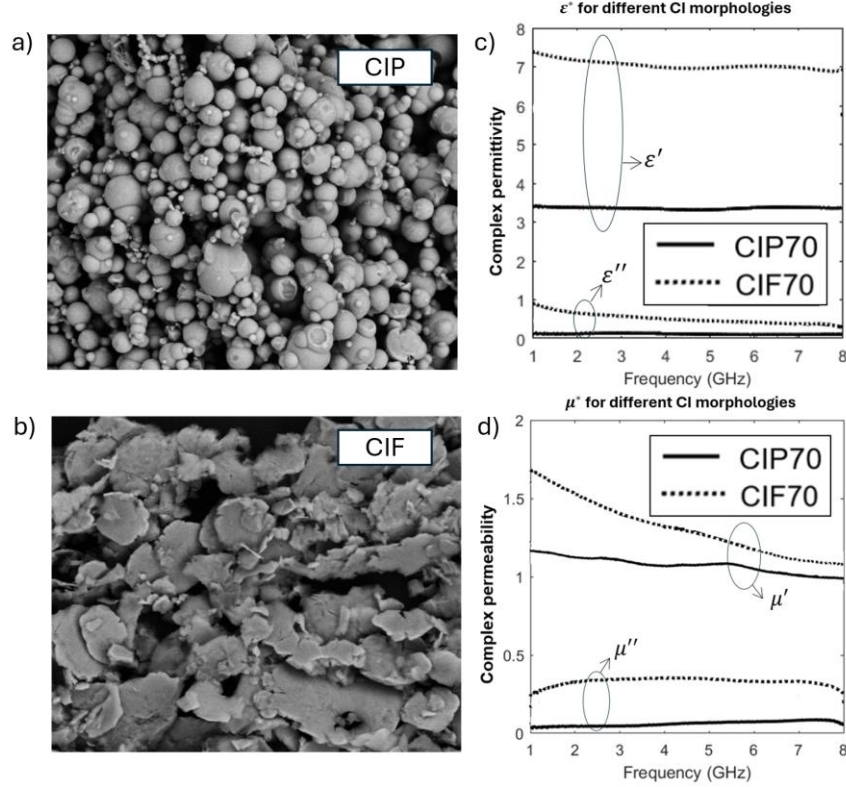 a)
CIP
b)
CIF
c)
ε* for different CI morphologies
Complex permittivity
8
7
6
5
4
3
2
1
0
ε′
ε′′
CIP70
CIF70
1 2 3 4 5 6 7 8
Frequency (GHz)
d)
μ* for different CI morphologies
Complex permeability
2
1.5
1
0.5
0
CIP70
CIF70
μ′
μ′′
1 2 3 4 5 6 7 8
Frequency (GHz)